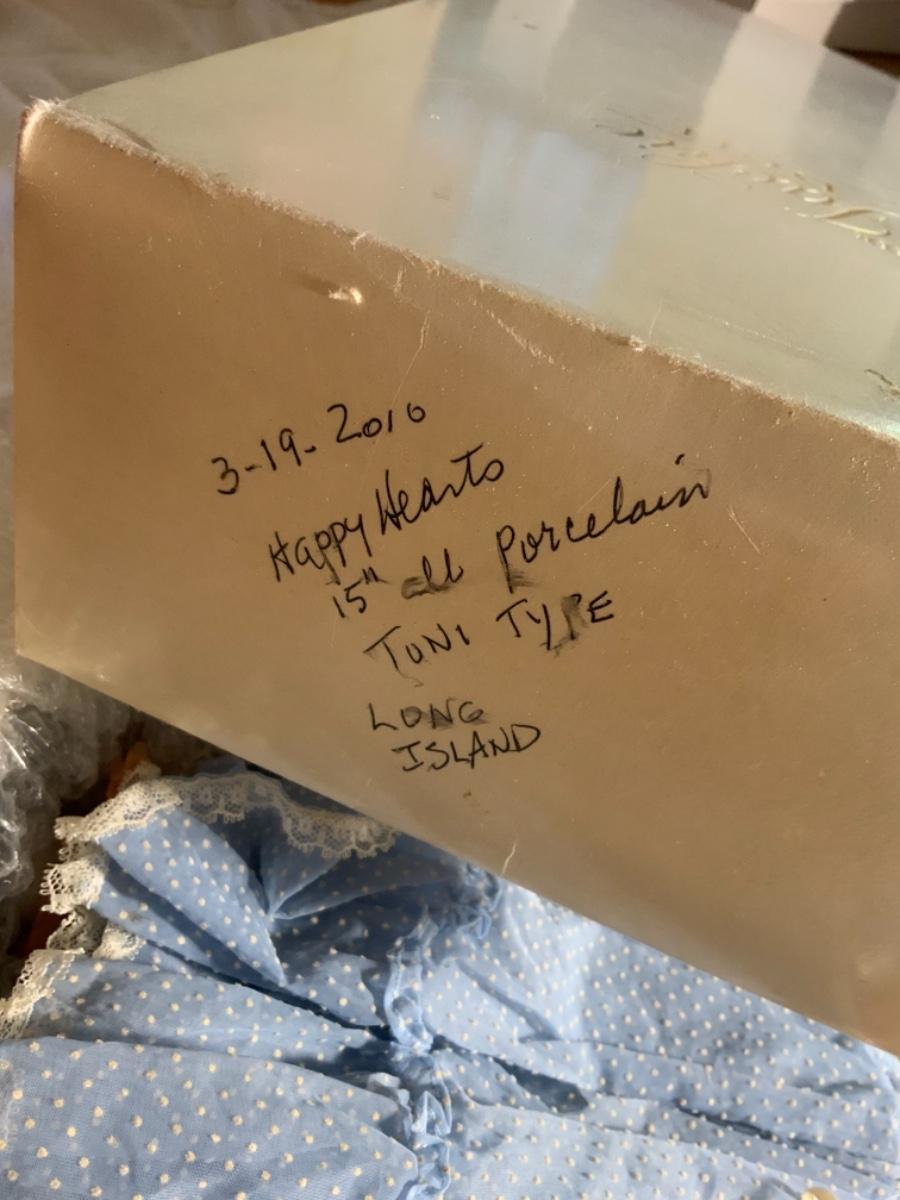 3-19-2010
Happy Hearts
15" all porcelain
TONI TYPE
LONG
ISLAND